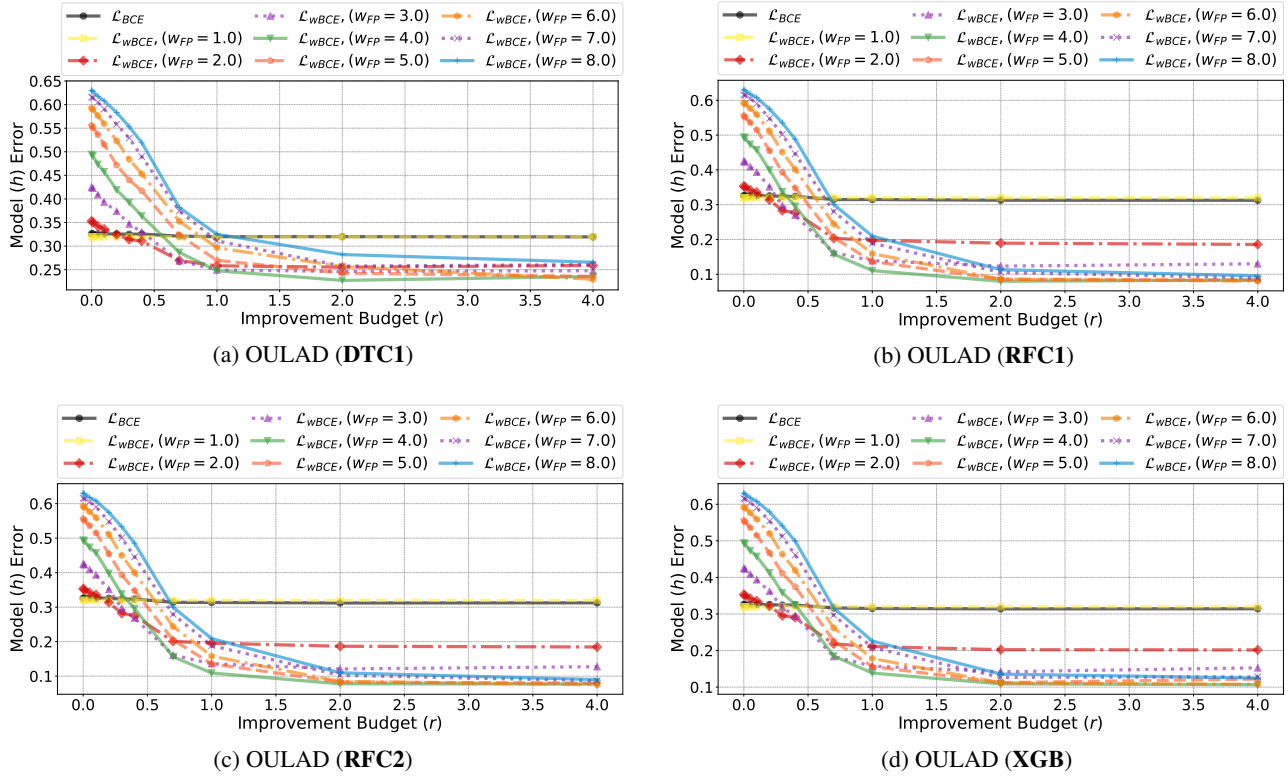 ℒ_BCE
ℒ_wBCE, (w_FP = 1.0)
ℒ_wBCE, (w_FP = 2.0)
ℒ_wBCE, (w_FP = 3.0)
ℒ_wBCE, (w_FP = 4.0)
ℒ_wBCE, (w_FP = 5.0)
ℒ_wBCE, (w_FP = 6.0)
ℒ_wBCE, (w_FP = 7.0)
ℒ_wBCE, (w_FP = 8.0)
Model (h) Error
0.65
0.60
0.55
0.50
0.45
0.40
0.35
0.30
0.25
0.0 0.5 1.0 1.5 2.0 2.5 3.0 3.5 4.0
Improvement Budget (r)
(a) OULAD (DTC1)
ℒ_BCE
ℒ_wBCE, (w_FP = 1.0)
ℒ_wBCE, (w_FP = 2.0)
ℒ_wBCE, (w_FP = 3.0)
ℒ_wBCE, (w_FP = 4.0)
ℒ_wBCE, (w_FP = 5.0)
ℒ_wBCE, (w_FP = 6.0)
ℒ_wBCE, (w_FP = 7.0)
ℒ_wBCE, (w_FP = 8.0)
Model (h) Error
0.6
0.5
0.4
0.3
0.2
0.1
0.0 0.5 1.0 1.5 2.0 2.5 3.0 3.5 4.0
Improvement Budget (r)
(b) OULAD (RFC1)
ℒ_BCE
ℒ_wBCE, (w_FP = 1.0)
ℒ_wBCE, (w_FP = 2.0)
ℒ_wBCE, (w_FP = 3.0)
ℒ_wBCE, (w_FP = 4.0)
ℒ_wBCE, (w_FP = 5.0)
ℒ_wBCE, (w_FP = 6.0)
ℒ_wBCE, (w_FP = 7.0)
ℒ_wBCE, (w_FP = 8.0)
Model (h) Error
0.6
0.5
0.4
0.3
0.2
0.1
0.0 0.5 1.0 1.5 2.0 2.5 3.0 3.5 4.0
Improvement Budget (r)
(c) OULAD (RFC2)
ℒ_BCE
ℒ_wBCE, (w_FP = 1.0)
ℒ_wBCE, (w_FP = 2.0)
ℒ_wBCE, (w_FP = 3.0)
ℒ_wBCE, (w_FP = 4.0)
ℒ_wBCE, (w_FP = 5.0)
ℒ_wBCE, (w_FP = 6.0)
ℒ_wBCE, (w_FP = 7.0)
ℒ_wBCE, (w_FP = 8.0)
Model (h) Error
0.6
0.5
0.4
0.3
0.2
0.1
0.0 0.5 1.0 1.5 2.0 2.5 3.0 3.5 4.0
Improvement Budget (r)
(d) OULAD (XGB)